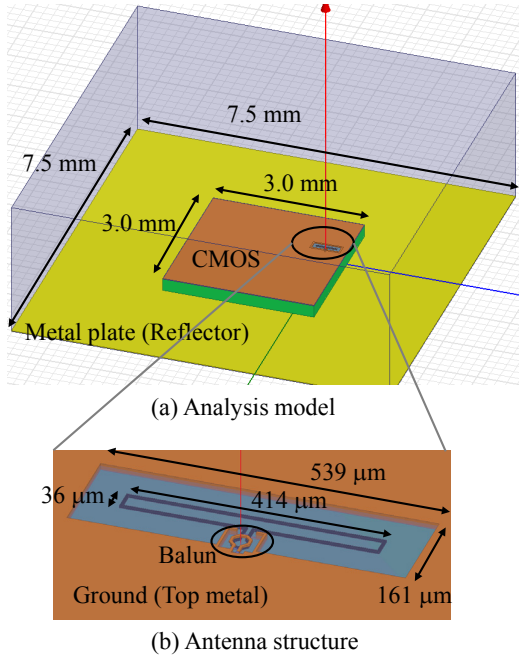 7.5 mm
7.5 mm
3.0 mm
3.0 mm
CMOS
Metal plate (Reflector)
(a) Analysis model
539 μm
36 μm
414 μm
Balun
161 μm
Ground (Top metal)
(b) Antenna structure